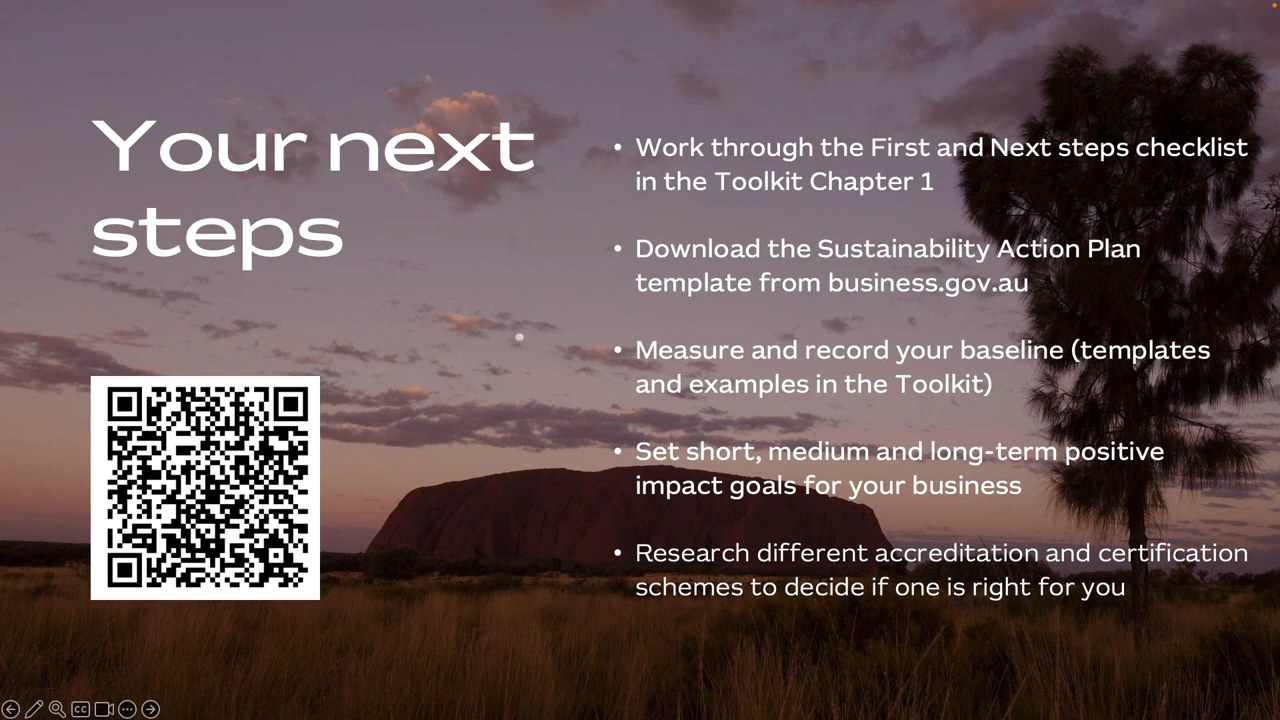 Your next
steps
• Work through the First and Next steps checklist
in the Toolkit Chapter 1
• Download the Sustainability Action Plan
template from business.gov.au
• Measure and record your baseline (templates
and examples in the Toolkit)
• Set short, medium and long-term positive
impact goals for your business
• Research different accreditation and certification
schemes to decide if one is right for you
CC